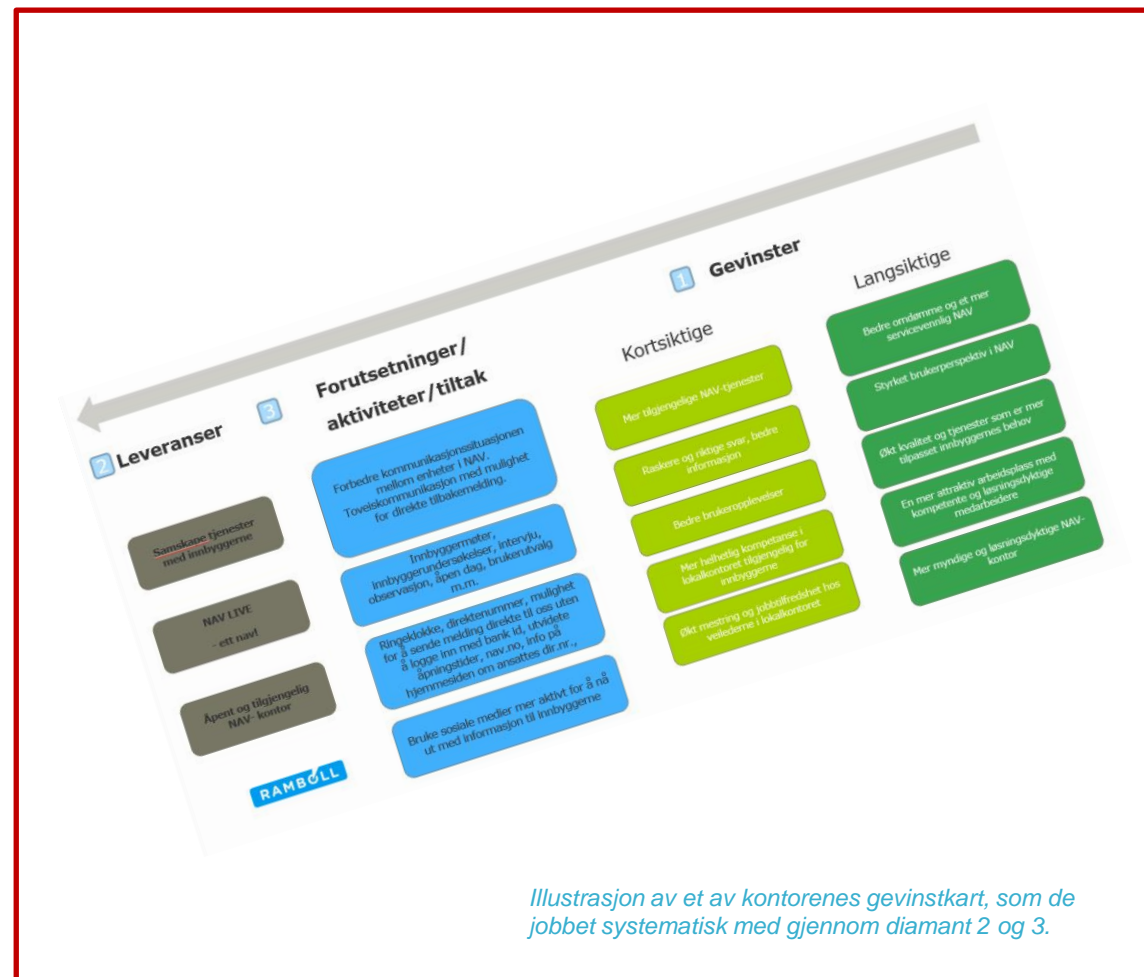 1 Gevinster
Langsiktige
Bedre omdømme og et mer
servicevennlig NAV
Styrket brukerperspektiv i NAV
Økt kvalitet og tjenester som er mer
tilpasset innbyggernes behov
En mer attraktiv arbeidsplass med
kompetente og løsningsdyktige
medarbeidere
Mer myndige og løsningsdyktige NAV-
kontor
Kortsiktige
Mer tilgjengelige NAV-tjenester
Raskere og riktige svar, bedre
informasjon
Bedre brukeropplevelser
Mer helhetlig kompetanse i
lokalkontoret tilgjengelig for
innbyggerne
Økt mestring og jobbtilfredshet hos
veilederne i lokalkontoret
3 Forutsetninger/
aktiviteter/tiltak
Forbedre kommunikasjonssituasjonen
mellom enheter i NAV.
Toveiskommunikasjon med mulighet
for direkte tilbakemelding.
Innbyggermøter,
innbyggerundersøkelser, intervju,
observasjon, åpen dag, brukerutvalg
m.m.
Ringeklokke, direktenummer, mulighet
for å sende melding direkte til oss uten
å logge inn med bank id, utvidete
åpningstider, nav.no, info på
hjemmesiden om ansattes dir.nr.,
Bruke sosiale medier mer aktivt for å nå
ut med informasjon til innbyggerne
2 Leveranser
Samskape tjenester
med innbyggerne
NAV LIVE
- ett nav!
Åpent og tilgjengelig
NAV- kontor
RAMBOLL
Illustrasjon av et av kontorenes gevinstkart, som de
jobbet systematisk med gjennom diamant 2 og 3.